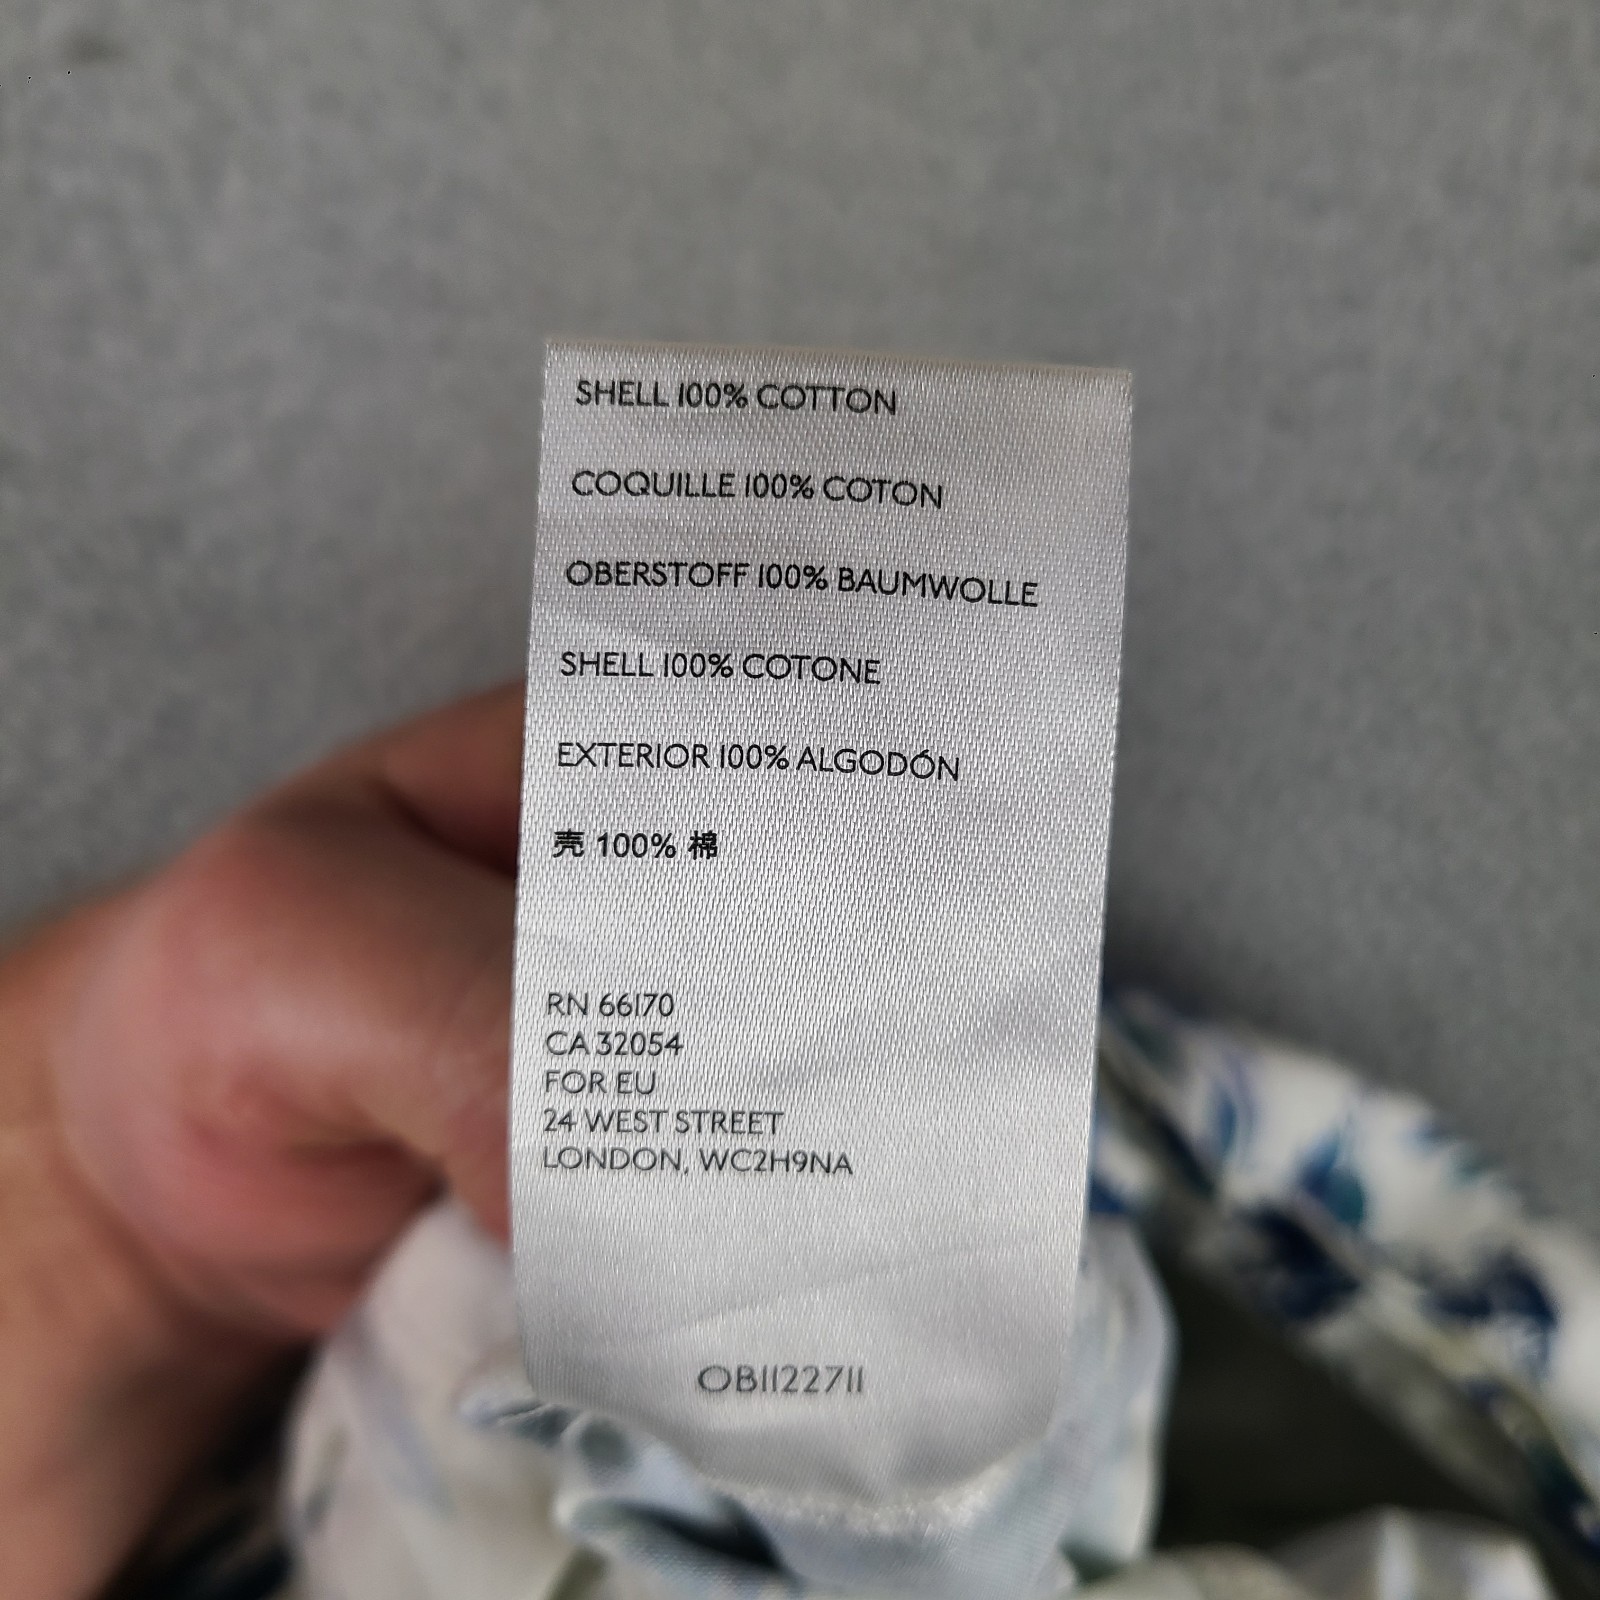 SHELL 100% COTTON
COQUILLE 100% COTON
OBERSTOFF 100% BAUMWOLLE
SHELL 100% COTONE
EXTERIOR 100% ALGODÓN
売 100% 棉
RN 66170
CA 32054
FOR EU
24 WEST STREET
LONDON, WC2H9NA
OB1122711